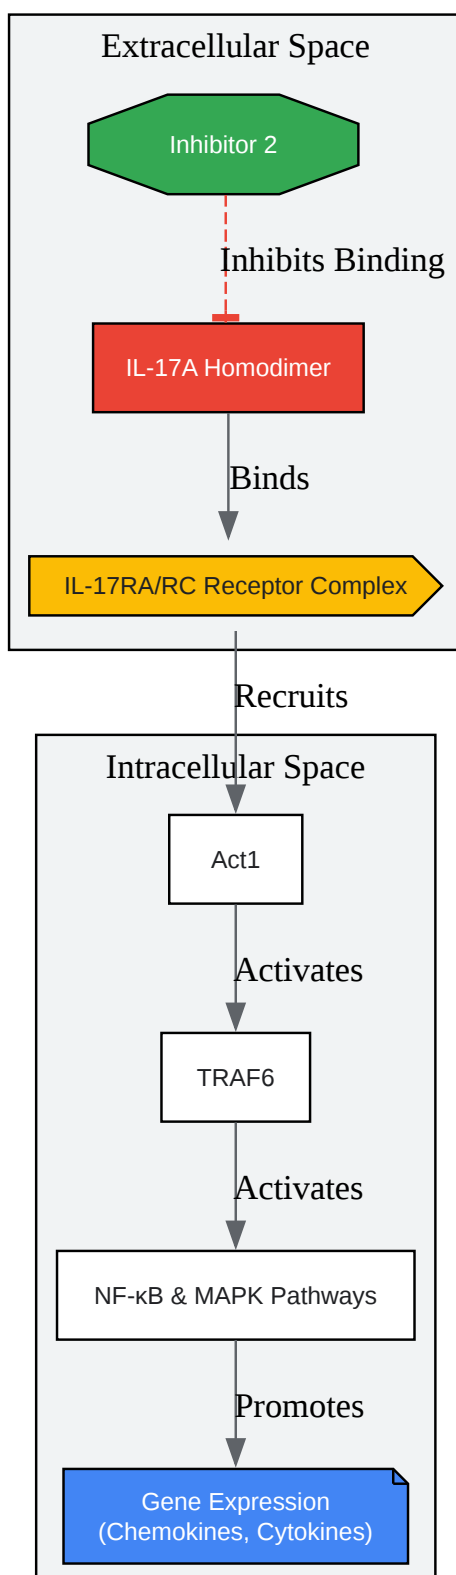 Extracellular Space
Inhibitor 2
Inhibits Binding
IL-17A Homodimer
Binds
IL-17RA/RC Receptor Complex
Recruits
Intracellular Space
Act1
Activates
TRAF6
Activates
NF-κB & MAPK Pathways
Promotes
Gene Expression
(Chemokines, Cytokines)